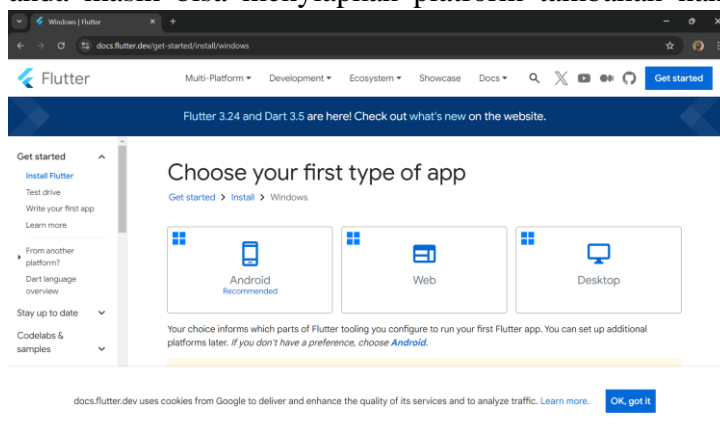 anda masih bisa menyiapkan platform tambahan
Windows | Flutter
docs.flutter.dev/get-started/install/windows
Flutter
Multi-Platform Development Ecosystem Showcase Docs Get started
Flutter 3.24 and Dart 3.5 are here! Check out what's new on the website.
Get started
Install Flutter
Test drive
Write your first app
Learn more
From another
platform?
Dart language
overview
Stay up to date
Codelabs &
samples
Choose your first type of app
Get started > Install > Windows
Android
Recommended
Web
Desktop
Your choice informs which parts of Flutter tooling you configure to run your first Flutter app. You can set up additional
platforms later. If you don't have a preference, choose Android.
docs.flutter.dev uses cookies from Google to deliver and enhance the quality of its services and to analyze traffic. Learn more. OK, got it